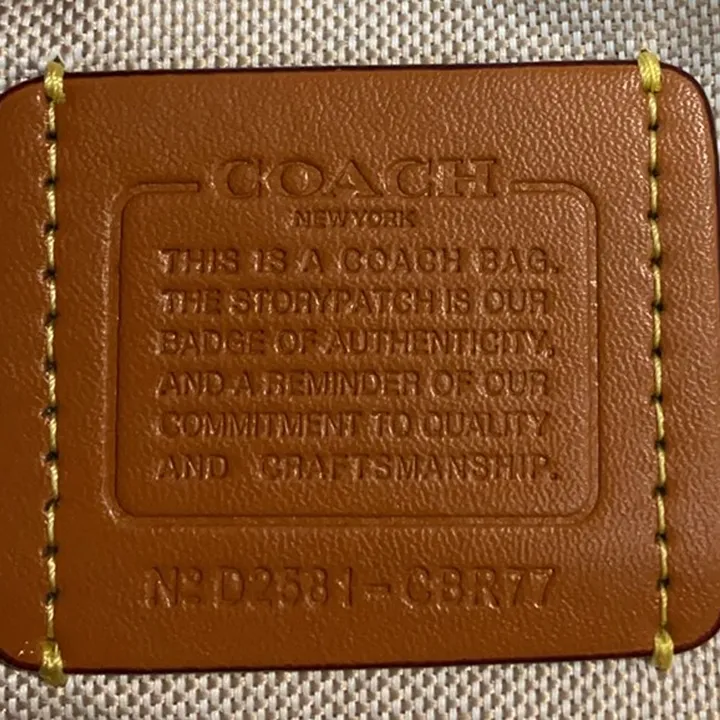 COACH
NEW YORK
THIS IS A COACH BAG.
THE STORYPATCH IS OUR
BADGE OF AUTHENTICITY,
AND A REMINDER OF OUR
COMMITMENT TO QUALITY
AND CRAFTSMANSHIP.
Nº D2581-CBR77